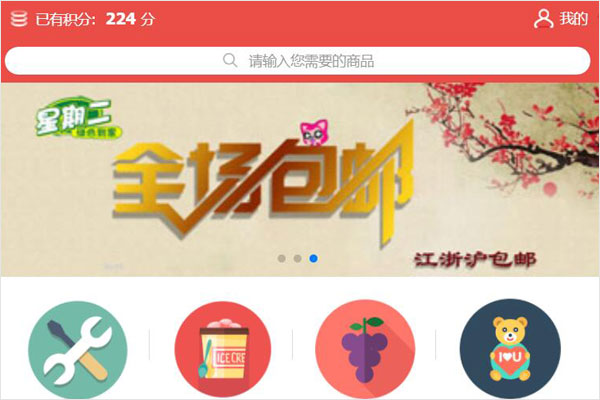 已有积分：224 分
我的
请输入您需要的商品
星期二
绿色到家
全场包邮
江浙沪包邮
ICE CRE
I♥U